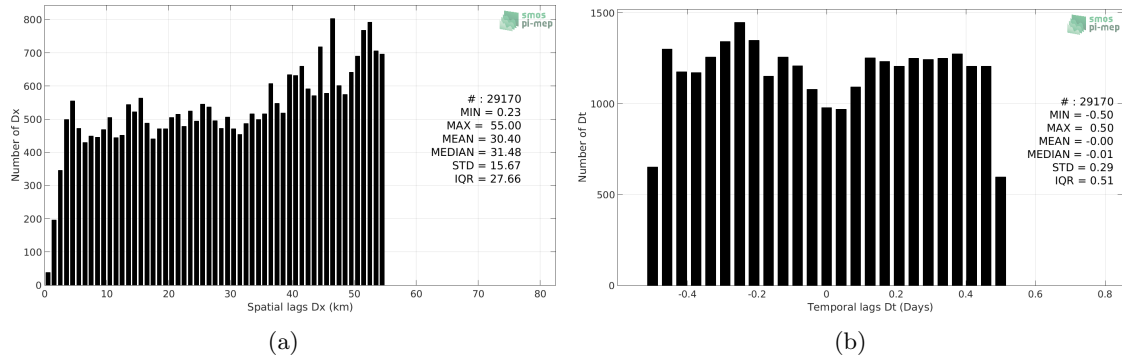 800
700
600
500
400
300
200
100
0
0 10 20 30 40 50 60 70 80
Number of Dx
Spatial lags Dx (km)
smos
pi-mep
# : 29170
MIN = 0.23
MAX = 55.00
MEAN = 30.40
MEDIAN = 31.48
STD = 15.67
IQR = 27.66
(a)
1500
1000
500
0
-0.4 -0.2 0 0.2 0.4 0.6 0.8
Number of Dt
Temporal lags Dt (Days)
smos
pi-mep
# : 29170
MIN = -0.50
MAX = 0.50
MEAN = -0.00
MEDIAN = -0.01
STD = 0.29
IQR = 0.51
(b)